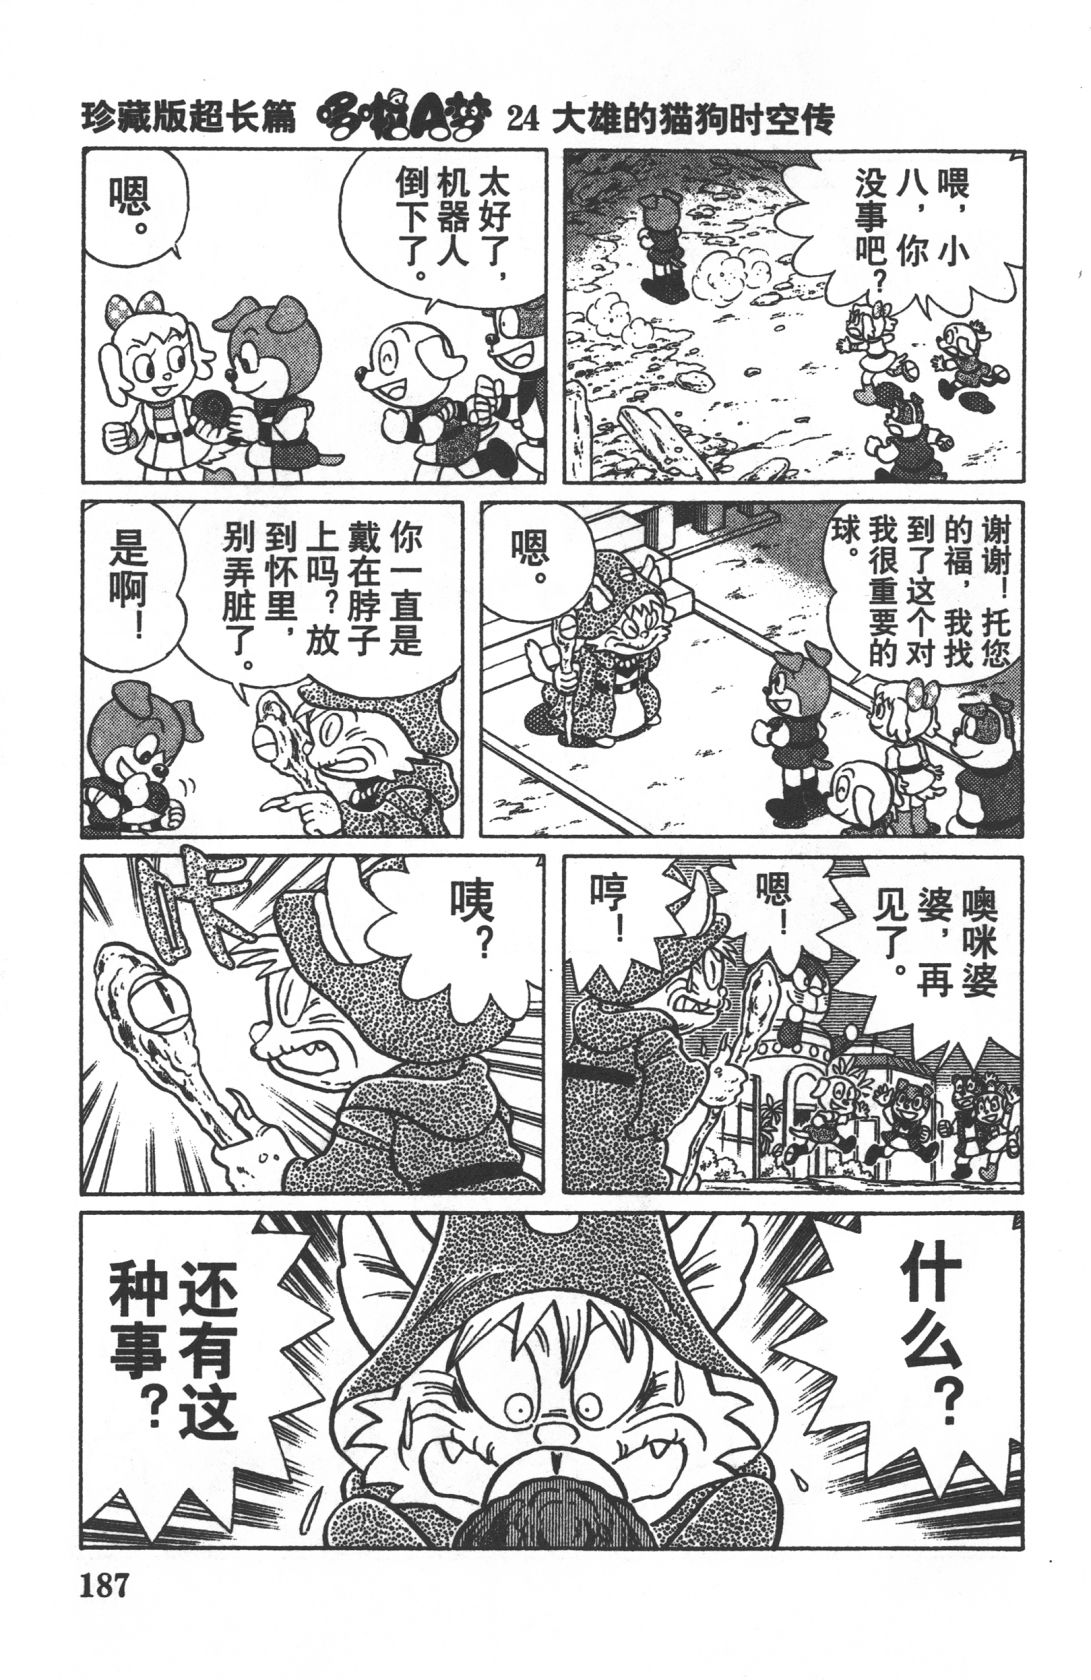 珍藏版超长篇 哆啦A梦 24 大雄的猫狗时空传
喂，小
八，你
没事吧？
太好了，
机器人
倒下了。
嗯。
谢谢！托您
的福，我找
到了这个对
我很重要的
球。
嗯。
你一直是
戴在脖子
上吗？放
到怀里，
别弄脏了。
是啊！
噢咪婆
婆，再
见了。
嗯！
哼！
咦？
什么？
还有这
种事？
187